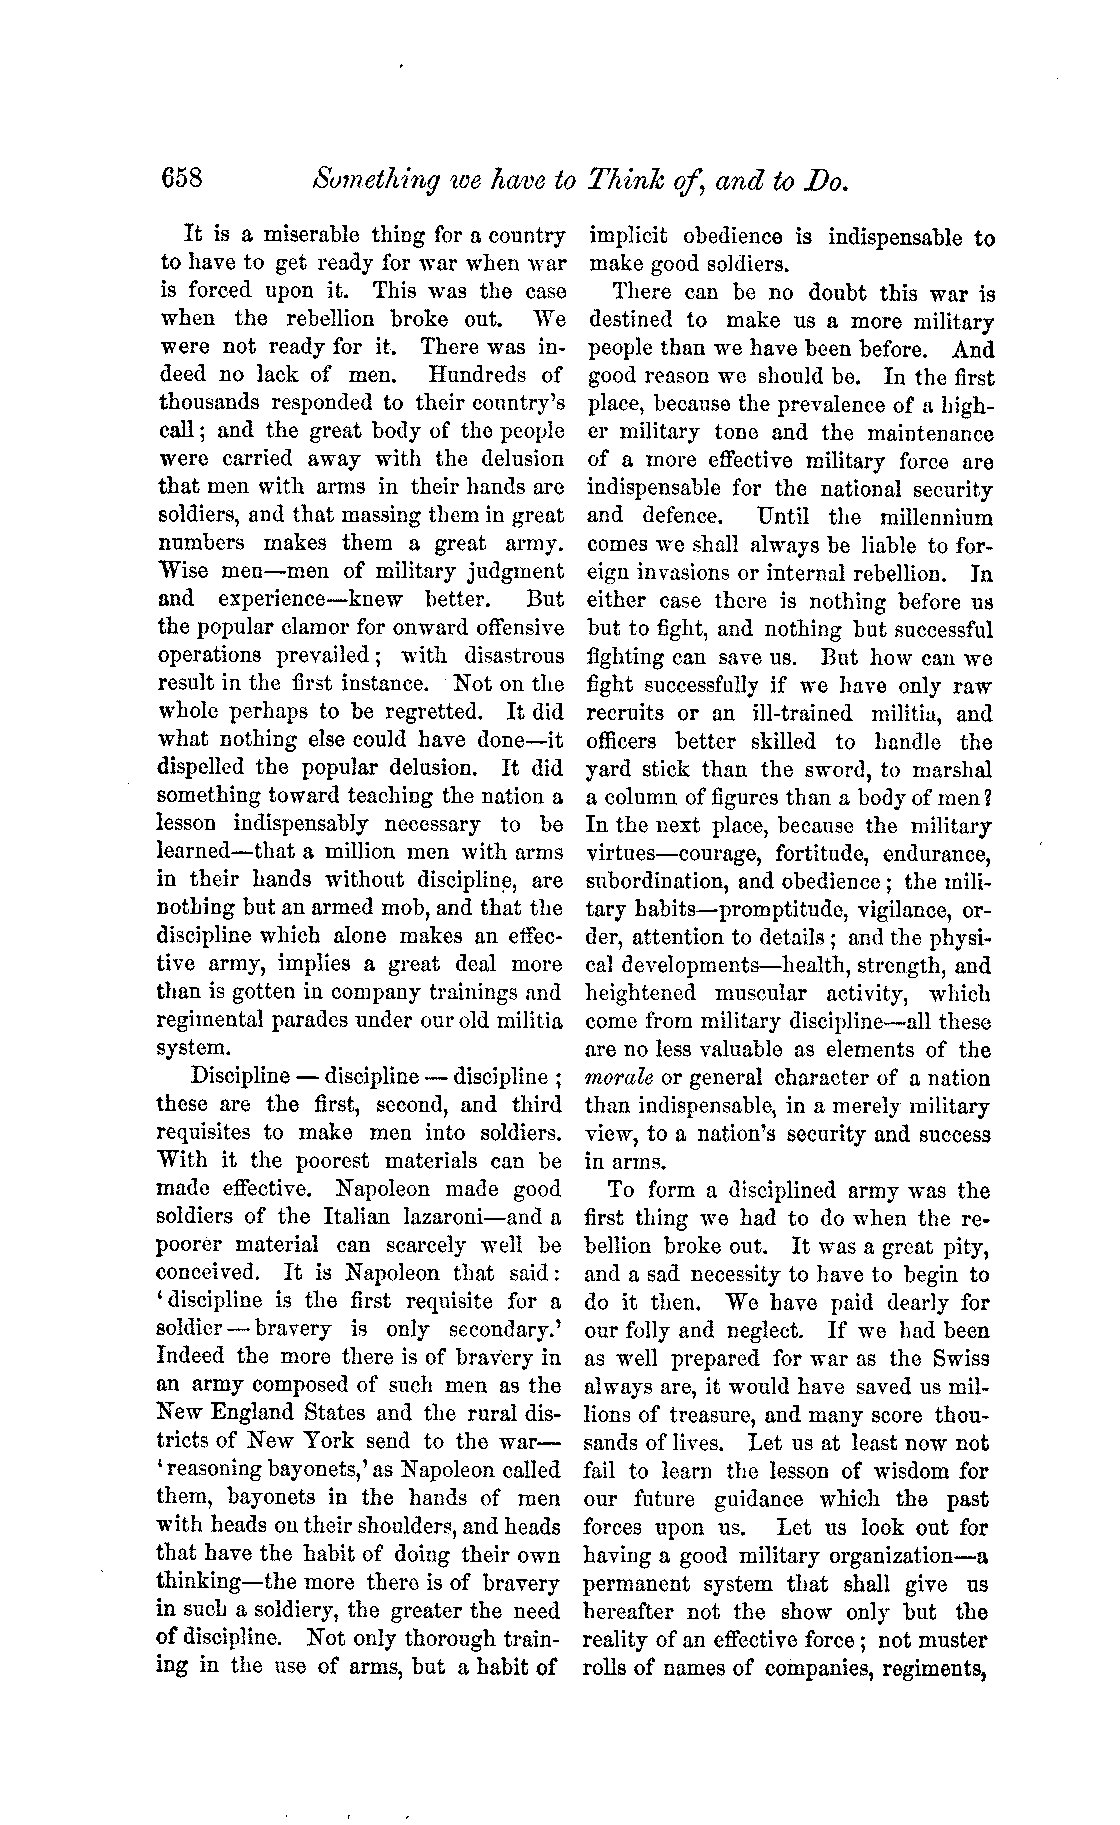 658 Something we have to Think of, and to Do.
It is a miserable thing for a country
to have to get ready for war when war
is forced upon it. This was the case
when the rebellion broke out. We
were not ready for it. There was in-
deed no lack of men. Hundreds of
thousands responded to their country's
call; and the great body of the people
were carried away with the delusion
that men with arms in their hands are
soldiers, and that massing them in great
numbers makes them a great army.
Wise men—men of military judgment
and experience—knew better. But
the popular clamor for onward offensive
operations prevailed; with disastrous
result in the first instance. Not on the
whole perhaps to be regretted. It did
what nothing else could have done—it
dispelled the popular delusion. It did
something toward teaching the nation a
lesson indispensably necessary to be
learned—that a million men with arms
in their hands without discipline, are
nothing but an armed mob, and that the
discipline which alone makes an effec-
tive army, implies a great deal more
than is gotten in company trainings and
regimental parades under our old militia
system.
Discipline — discipline — discipline;
these are the first, second, and third
requisites to make men into soldiers.
With it the poorest materials can be
made effective. Napoleon made good
soldiers of the Italian lazaroni—and a
poorer material can scarcely well be
conceived. It is Napoleon that said:
'discipline is the first requisite for a
soldier — bravery is only secondary.'
Indeed the more there is of bravery in
an army composed of such men as the
New England States and the rural dis-
tricts of New York send to the war—
'reasoning bayonets,' as Napoleon called
them, bayonets in the hands of men
with heads on their shoulders, and heads
that have the habit of doing their own
thinking—the more there is of bravery
in such a soldiery, the greater the need
of discipline. Not only thorough train-
ing in the use of arms, but a habit of
implicit obedience is indispensable to
make good soldiers.
There can be no doubt this war is
destined to make us a more military
people than we have been before. And
good reason we should be. In the first
place, because the prevalence of a high-
er military tone and the maintenance
of a more effective military force are
indispensable for the national security
and defence. Until the millennium
comes we shall always be liable to for-
eign invasions or internal rebellion. In
either case there is nothing before us
but to fight, and nothing but successful
fighting can save us. But how can we
fight successfully if we have only raw
recruits or an ill-trained militia, and
officers better skilled to handle the
yard stick than the sword, to marshal
a column of figures than a body of men?
In the next place, because the military
virtues—courage, fortitude, endurance,
subordination, and obedience; the mili-
tary habits—promptitude, vigilance, or-
der, attention to details; and the physi-
cal developments—health, strength, and
heightened muscular activity, which
come from military discipline—all these
are no less valuable as elements of the
morale or general character of a nation
than indispensable, in a merely military
view, to a nation's security and success
in arms.
To form a disciplined army was the
first thing we had to do when the re-
bellion broke out. It was a great pity,
and a sad necessity to have to begin to
do it then. We have paid dearly for
our folly and neglect. If we had been
as well prepared for war as the Swiss
always are, it would have saved us mil-
lions of treasure, and many score thou-
sands of lives. Let us at least now not
fail to learn the lesson of wisdom for
our future guidance which the past
forces upon us. Let us look out for
having a good military organization—a
permanent system that shall give us
hereafter not the show only but the
reality of an effective force; not muster
rolls of names of companies, regiments,